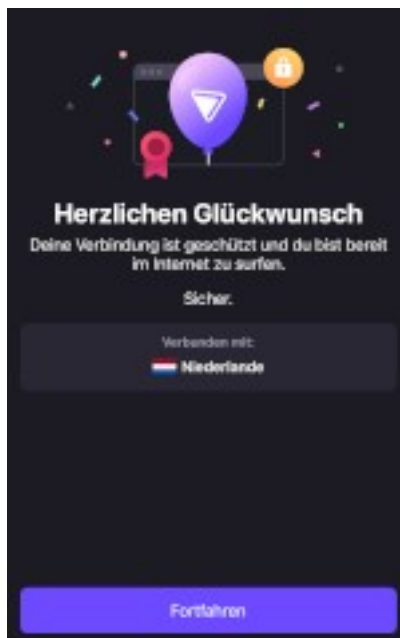 Herzlichen Glückwunsch
Deine Verbindung ist geschützt und du bist bereit
im Internet zu surfen.
Sicher.
Verbunden mit:
Niederlande
Fortfahren